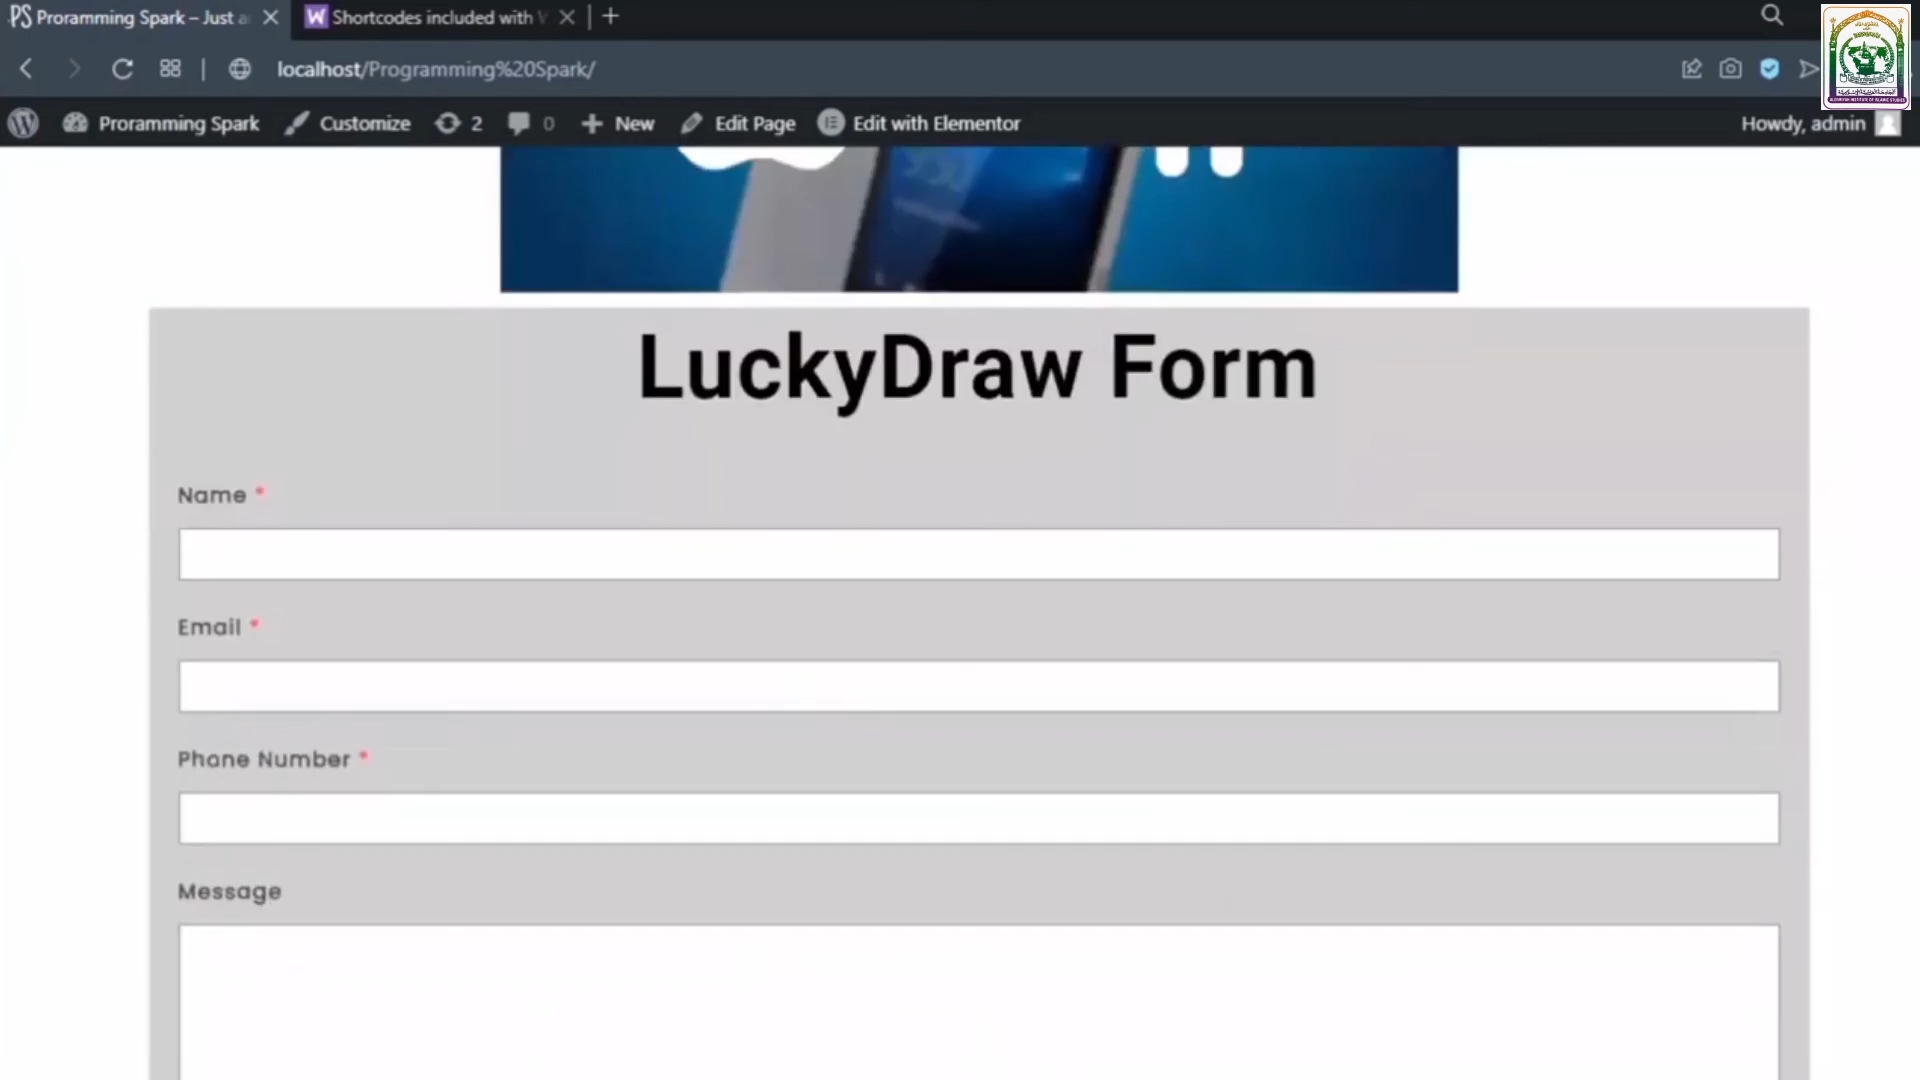 PS Proramming Spark – Just a
Shortcodes included with
localhost/Programming%20Spark/
Proramming Spark
Customize
2
0
New
Edit Page
Edit with Elementor
Howdy, admin
LuckyDraw Form
Name *
Email *
Phone Number *
Message